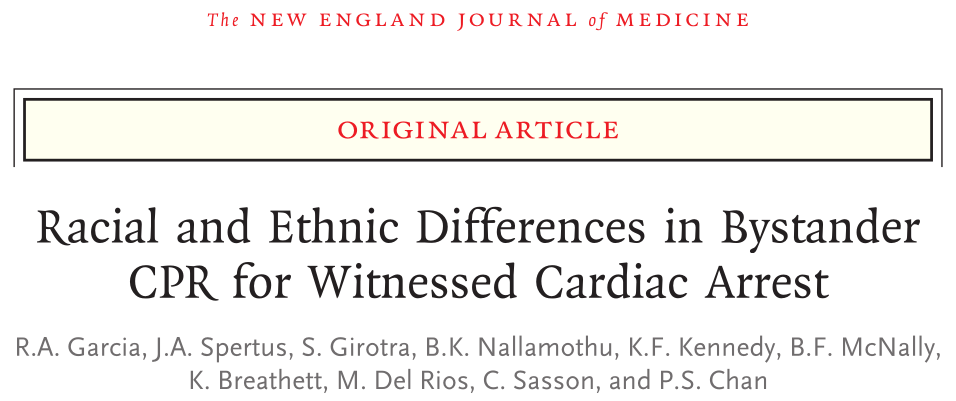 The NEW ENGLAND JOURNAL of MEDICINE
ORIGINAL ARTICLE
Racial and Ethnic Differences in Bystander
CPR for Witnessed Cardiac Arrest
R.A. Garcia, J.A. Spertus, S. Girotra, B.K. Nallamothu, K.F. Kennedy, B.F. McNally,
K. Breathett, M. Del Rios, C. Sasson, and P.S. Chan